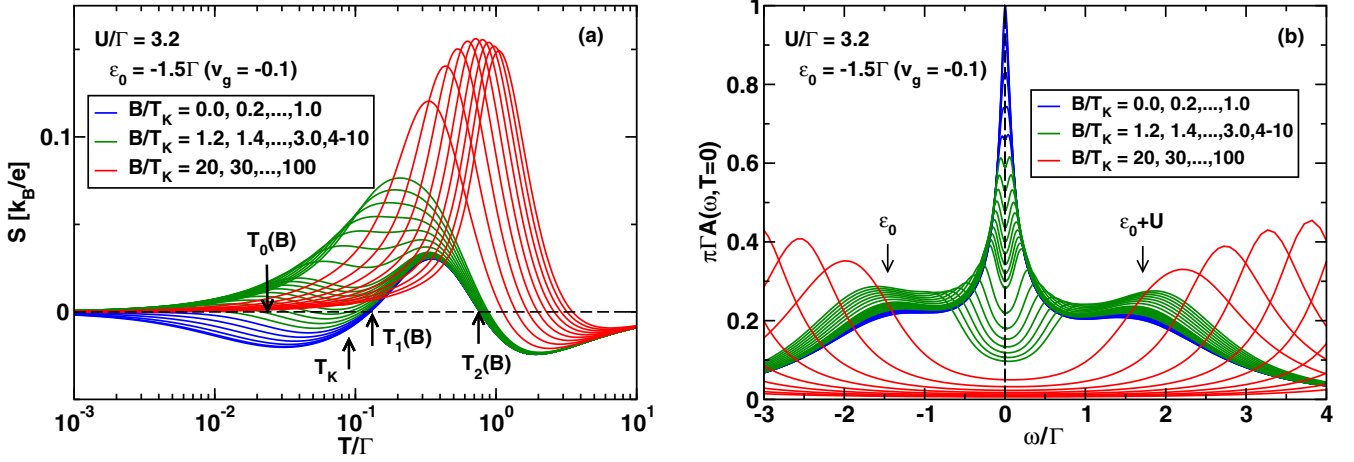 U/Γ = 3.2
(a)
ε0 = -1.5Γ (vg = -0.1)
B/TK = 0.0, 0.2,...,1.0
B/TK = 1.2, 1.4,...,3.0,4-10
B/TK = 20, 30,...,100
S [kB/e]
0.1
0
T0(B)
TK
T1(B)
T2(B)
10^-3
10^-2
10^-1
10^0
10^1
T/Γ
U/Γ = 3.2
(b)
ε0 = -1.5Γ (vg = -0.1)
B/TK = 0.0, 0.2,...,1.0
B/TK = 1.2, 1.4,...,3.0,4-10
B/TK = 20, 30,...,100
πΓA(ω,T=0)
1
0.8
0.6
0.4
0.2
0
ε0
ε0+U
-3
-2
-1
0
1
2
3
4
ω/Γ